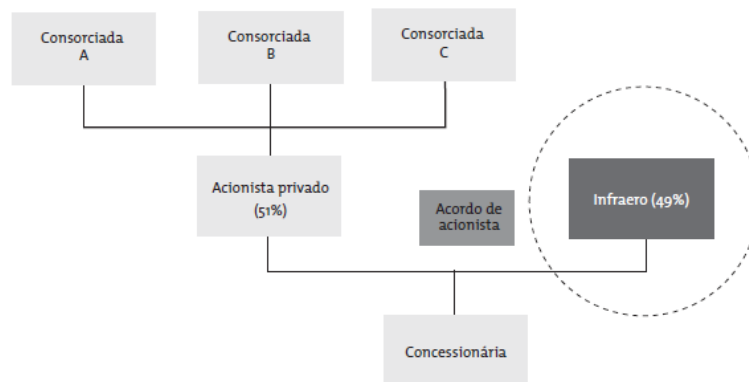 Consorciada
A
Consorciada
B
Consorciada
C
Acionista privado
(51%)
Acordo de
acionista
Infraero (49%)
Concessionária